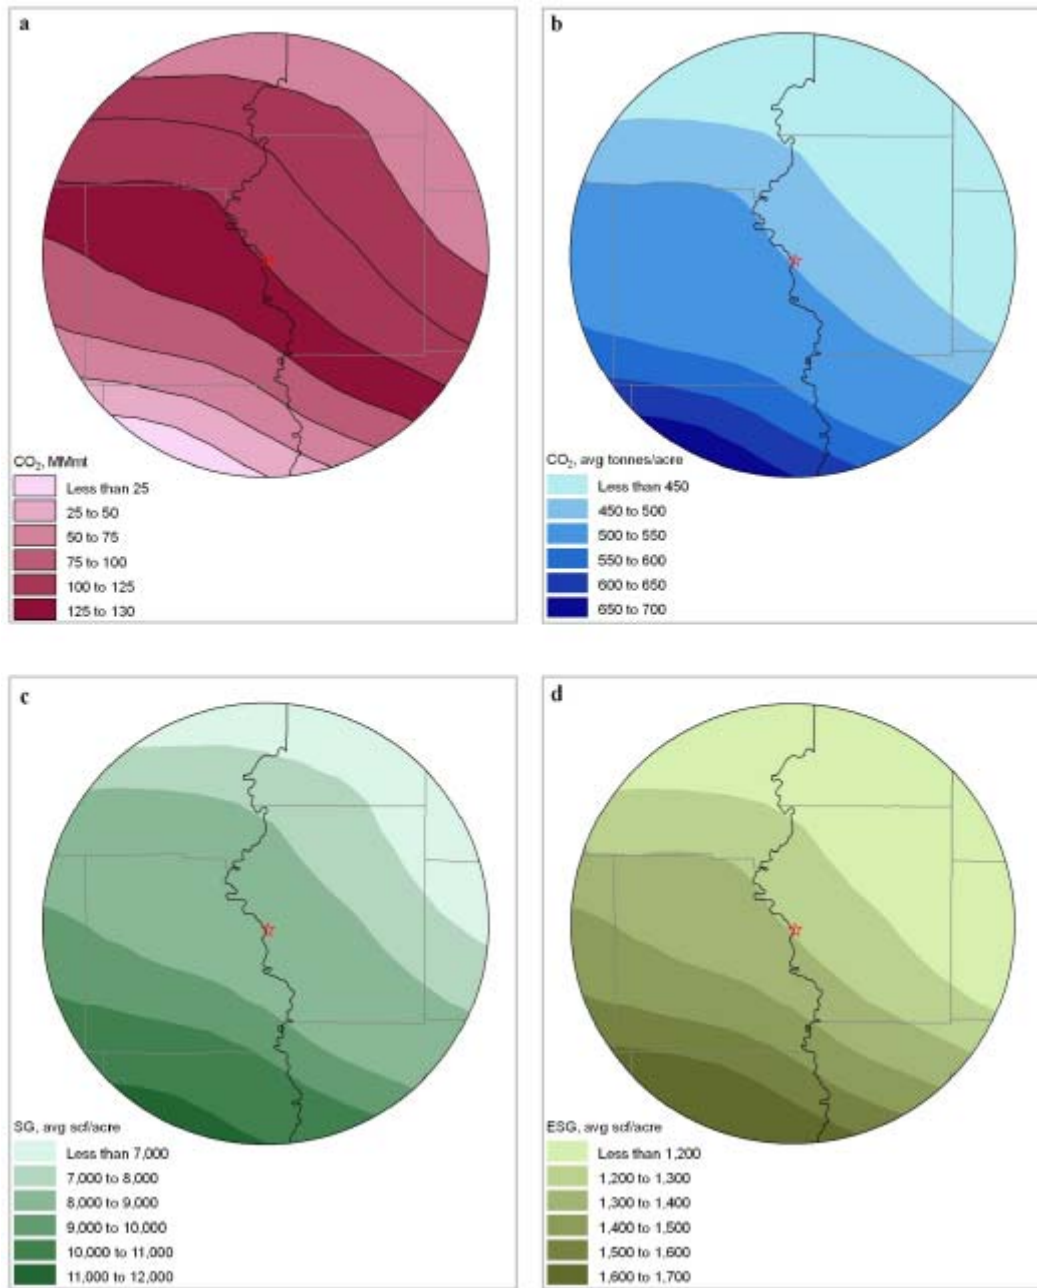 a
CO₂, MMmt
Less than 25
25 to 50
50 to 75
75 to 100
100 to 125
125 to 130
b
CO₂, avg tonnes/acre
Less than 450
450 to 500
500 to 550
550 to 600
600 to 650
650 to 700
c
SG, avg scf/acre
Less than 7,000
7,000 to 8,000
8,000 to 9,000
9,000 to 10,000
10,000 to 11,000
11,000 to 12,000
d
ESG, avg scf/acre
Less than 1,200
1,200 to 1,300
1,300 to 1,400
1,400 to 1,500
1,500 to 1,600
1,600 to 1,700